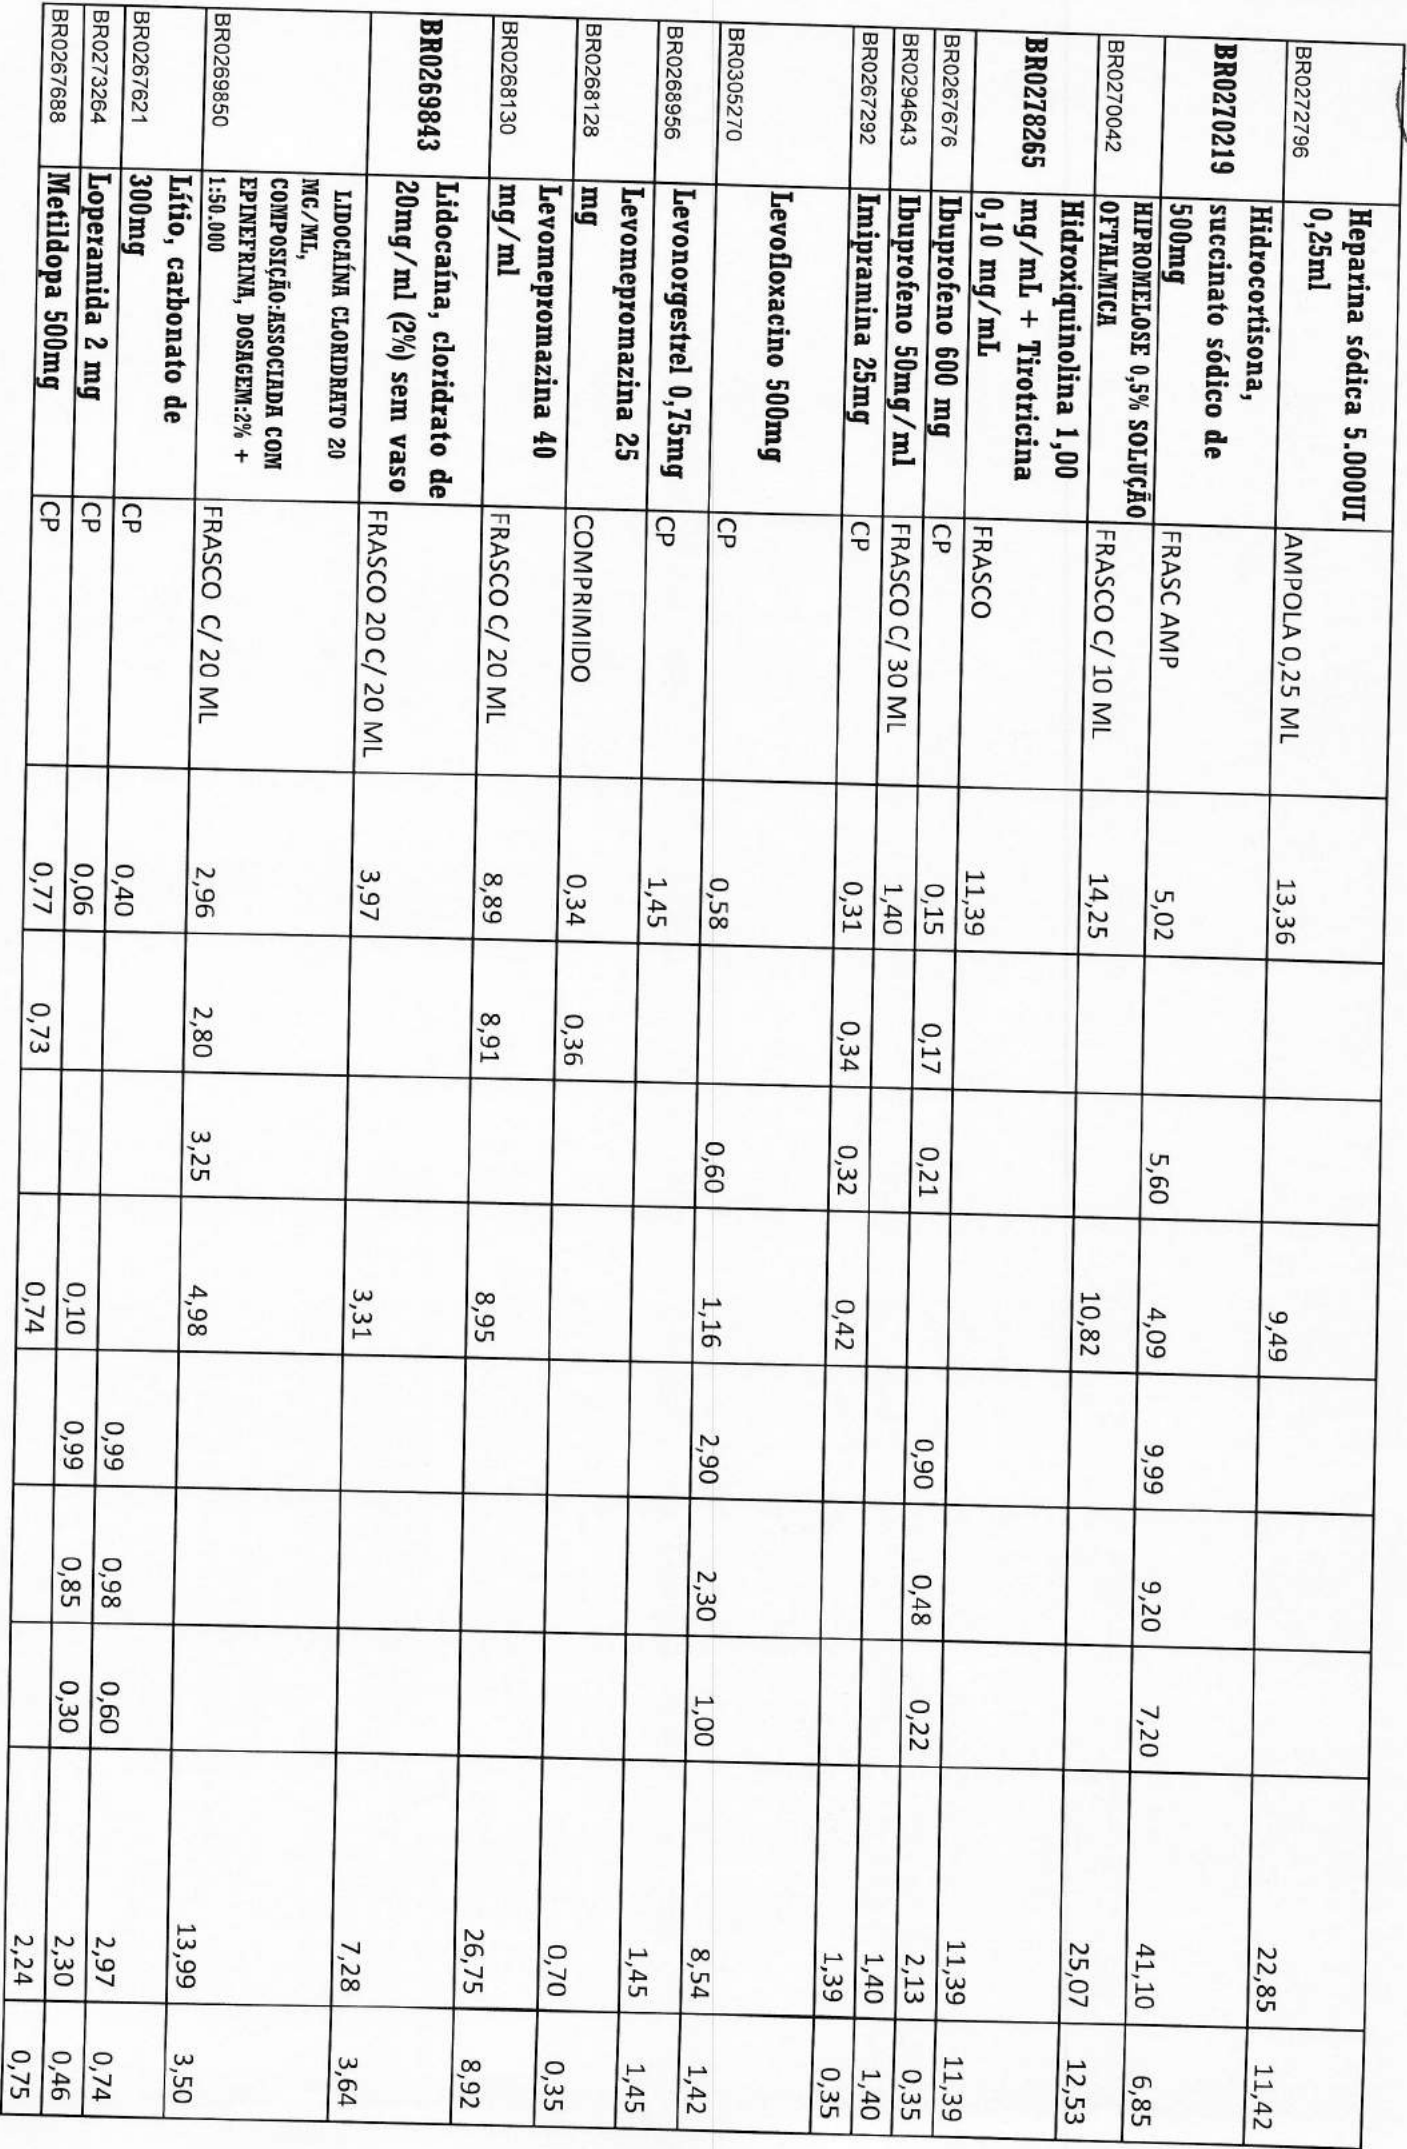 BR0272796 Heparina sódica 5.000UI AMPOLA 0,25 ML 13,36 9,49 22,85 11,42
0,25ml
Hidrocortisona,
BR0270219 succinato sódico de FRASC AMP 5,02 5,60 4,09 9,99 9,20 7,20 41,10 6,85
500mg
BR0270042 HIPROMELOSE 0,5% SOLUÇÃO FRASCO C/ 10 ML 14,25 10,82 25,07 12,53
OFTALMICA
Hidroxiquinolina 1,00
BR0278265 mg/mL + Tirotricina FRASCO 11,39 11,39 11,39
0,10 mg/mL
BR0267676 Ibuprofeno 600 mg CP 0,15 0,17 0,21 0,90 0,48 0,22 2,13 0,35
BR0294643 Ibuprofeno 50mg/ml FRASCO C/ 30 ML 1,40 1,40 1,40
BR0267292 Imipramina 25mg CP 0,31 0,34 0,32 0,42 1,39 0,35
Levofloxacino 500mg
BR0305270 CP 0,58 0,60 1,16 2,90 2,30 1,00 8,54 1,42
BR0268956 Levonorgestrel 0,75mg CP 1,45 1,45 1,45
Levomepromazina 25
BR0268128 mg COMPRIMIDO 0,34 0,36 0,70 0,35
Levomepromazina 40
BR0268130 mg/ml FRASCO C/ 20 ML 8,89 8,91 8,95 26,75 8,92
Lidocaína, cloridrato de
BR0269843 20mg/ml (2%) sem vaso FRASCO 20 C/ 20 ML 3,97 3,31 7,28 3,64
LIDOCAÍNA CLORIDRATO 20
MG/ML,
COMPOSIÇÃO:ASSOCIADA COM
EPINEFRINA, DOSAGEM:2% +
BR0269850 1:50.000 FRASCO C/ 20 ML 2,96 2,80 3,25 4,98 13,99 3,50
Lítio, carbonato de
BR0267621 300mg CP 0,40 0,99 0,98 0,60 2,97 0,74
BR0273264 Loperamida 2 mg CP 0,06 0,10 0,99 0,85 0,30 2,30 0,46
BR0267688 Metildopa 500mg CP 0,77 0,73 0,74 2,24 0,75